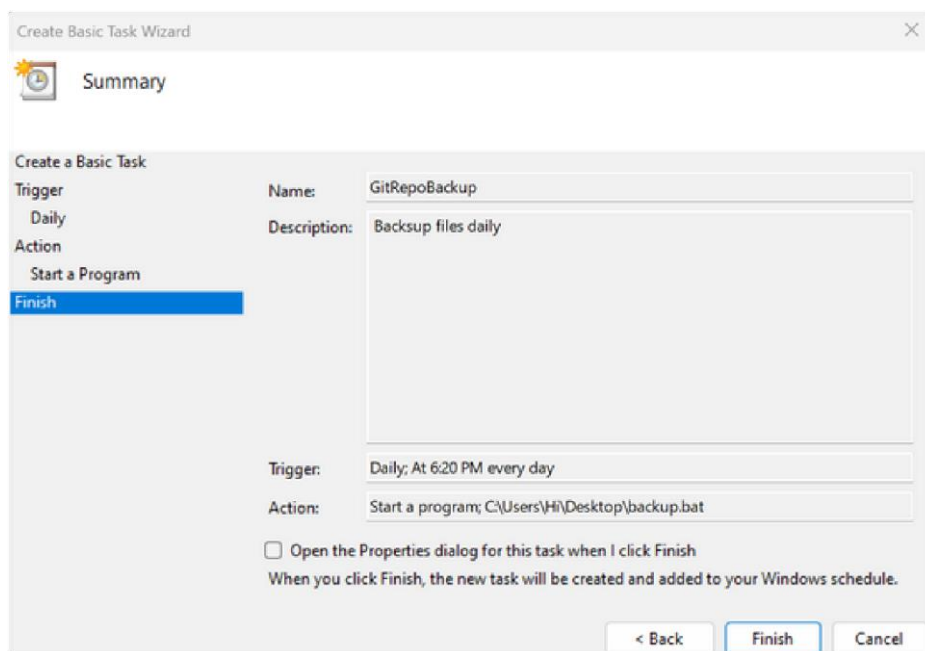 Create Basic Task Wizard
Summary
Create a Basic Task
Trigger
Daily
Action
Start a Program
Finish
Name: GitRepoBackup
Description: Backsup files daily
Trigger: Daily; At 6:20 PM every day
Action: Start a program; C:\Users\Hi\Desktop\backup.bat
Open the Properties dialog for this task when I click Finish
When you click Finish, the new task will be created and added to your Windows schedule.
< Back Finish Cancel